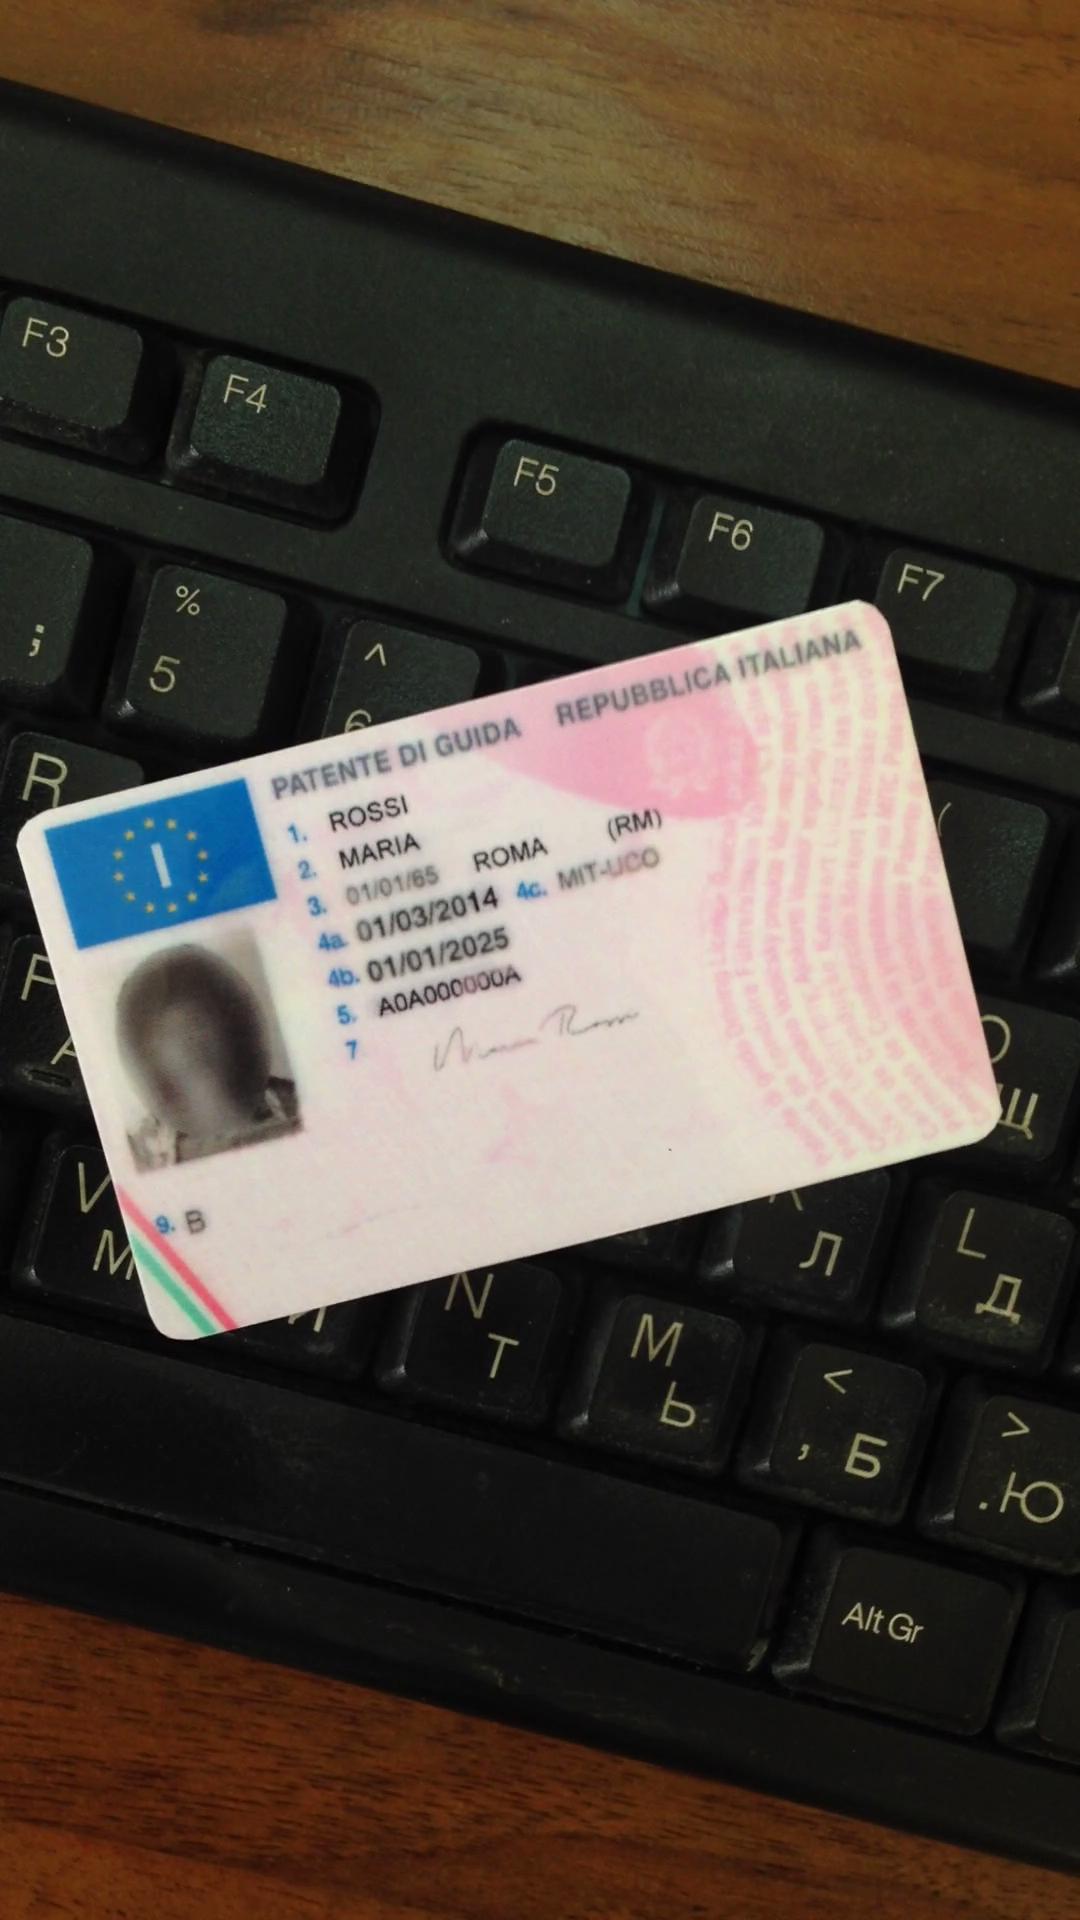 F3
F4
F5
F6
F7
;
%
5
^
6
R
(
PATENTE DI GUIDA REPUBBLICA ITALIANA
I
1. ROSSI
2. MARIA
3. 01/01/65 ROMA (RM)
4a. 01/03/2014 4c. MIT-UCO
4b. 01/01/2025
5. A0A000000A
7 Maria Rossi
9. B
F
А
O
Щ
V
М
K
Л
L
Д
И
N
Т
M
Ь
<
, Б
>
. Ю
Alt Gr